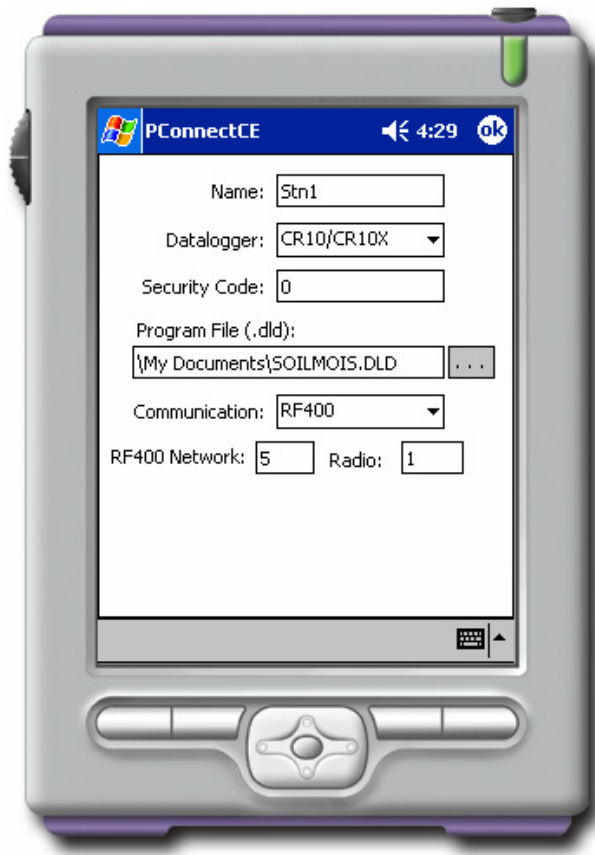 PConnectCE 4:29 ok
Name: Stn1
Datalogger: CR10/CR10X
Security Code: 0
Program File (.dld):
\My Documents\SOILMOIS.DLD ...
Communication: RF400
RF400 Network: 5 Radio: 1